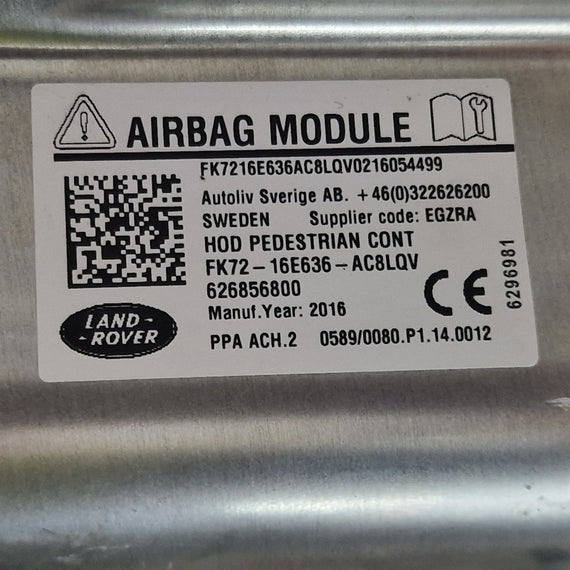 AIRBAG MODULE
FK7216E636AC8LQV0216054499
Autoliv Sverige AB. +46(0)322626200
SWEDEN Supplier code: EGZRA
HOD PEDESTRIAN CONT
FK72-16E636-AC8LQV
626856800
Manuf.Year: 2016
PPA ACH.2 0589/0080.P1.14.0012
CE
6296981
LAND-
-ROVER